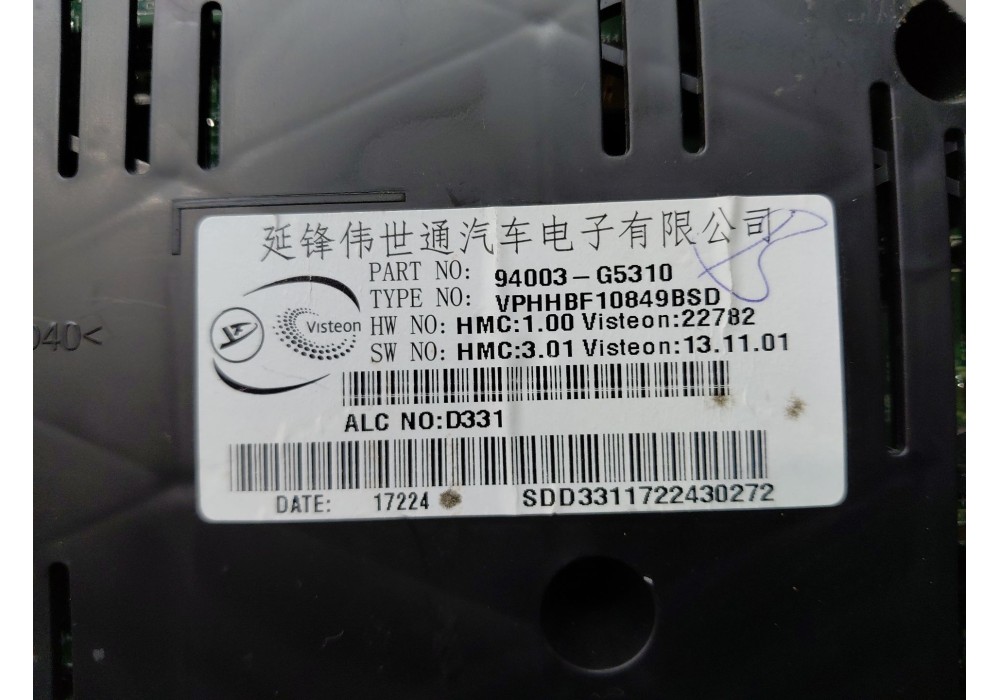 延锋伟世通汽车电子有限公司
PART NO: 94003-G5310
TYPE NO: VPHHBF10849BSD
Visteon
HW NO: HMC:1.00 Visteon:22782
SW NO: HMC:3.01 Visteon:13.11.01
040<
ALC NO:D331
DATE: 17224 SDD3311722430272